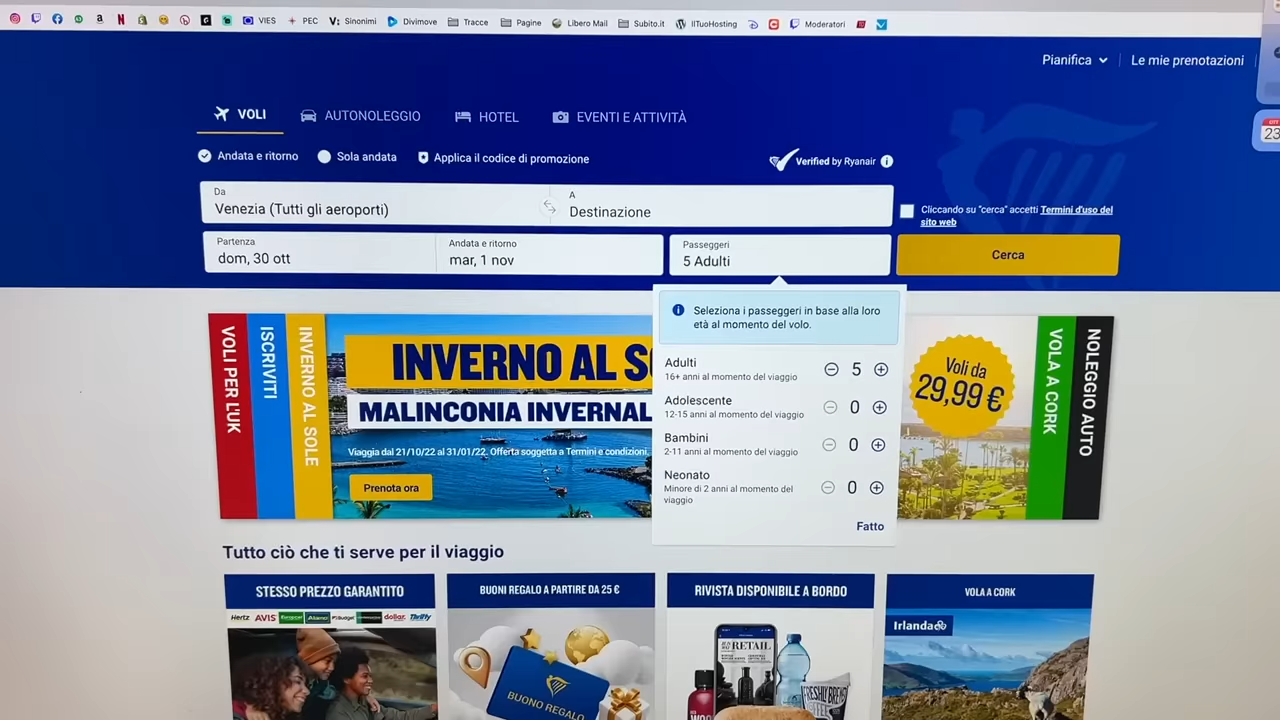 VIES
PEC
V: Sinonimi
Divimove
Tracce
Pagine
Libero Mail
Subito.it
IlTuoHosting
Moderatori
Pianifica
Le mie prenotazioni
VOLI
AUTONOLEGGIO
HOTEL
EVENTI E ATTIVITÀ
Andata e ritorno
Sola andata
Applica il codice di promozione
Verified by Ryanair
Da
Venezia (Tutti gli aeroporti)
A
Destinazione
Cliccando su "cerca" accetti Termini d'uso del
sito web
Partenza
dom, 30 ott
Andata e ritorno
mar, 1 nov
Passeggeri
5 Adulti
Cerca
23
Seleziona i passeggeri in base alla loro
età al momento del volo.
Adulti
16+ anni al momento del viaggio
5
Adolescente
12-15 anni al momento del viaggio
0
Bambini
2-11 anni al momento del viaggio
0
Neonato
Minore di 2 anni al momento del
viaggio
0
Fatto
VOLI PER L'UK
ISCRIVITI
INVERNO AL SOLE
INVERNO AL S
MALINCONIA INVERNAL
Viaggia dal 21/10/22 al 31/01/22. Offerta soggetta a Termini e condizioni.
Prenota ora
Voli da
29,99 €
VOLA A CORK
NOLEGGIO AUTO
Tutto ciò che ti serve per il viaggio
STESSO PREZZO GARANTITO
Hertz AVIS Europcar Alamo Budget dollar Thrifty
BUONI REGALO A PARTIRE DA 25 €
BUONO REGALO
RIVISTA DISPONIBILE A BORDO
RETAIL
VOLA A CORK
Irlanda